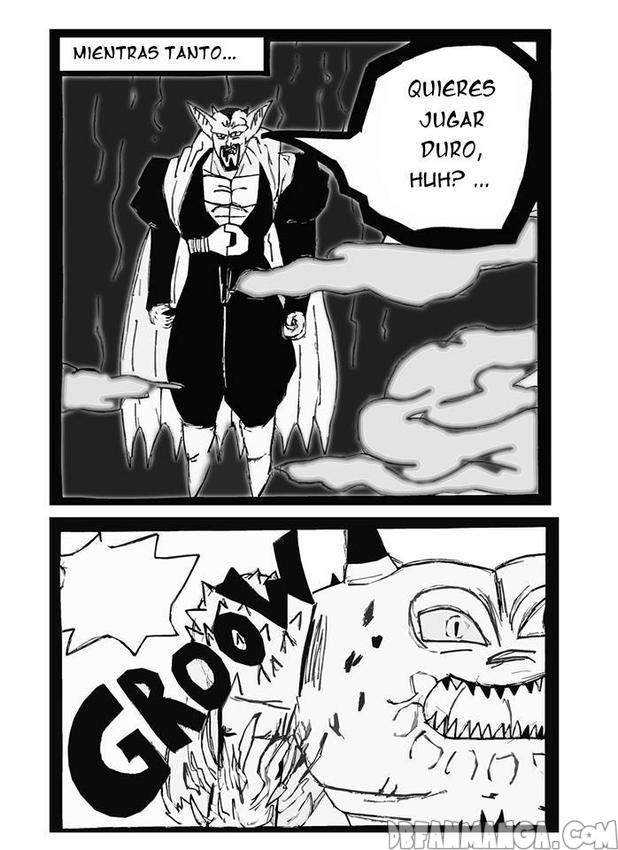 MIENTRAS TANTO...
QUIERES
JUGAR
DURO,
HUH? ...
GROOW
DBFANMANGA.COM